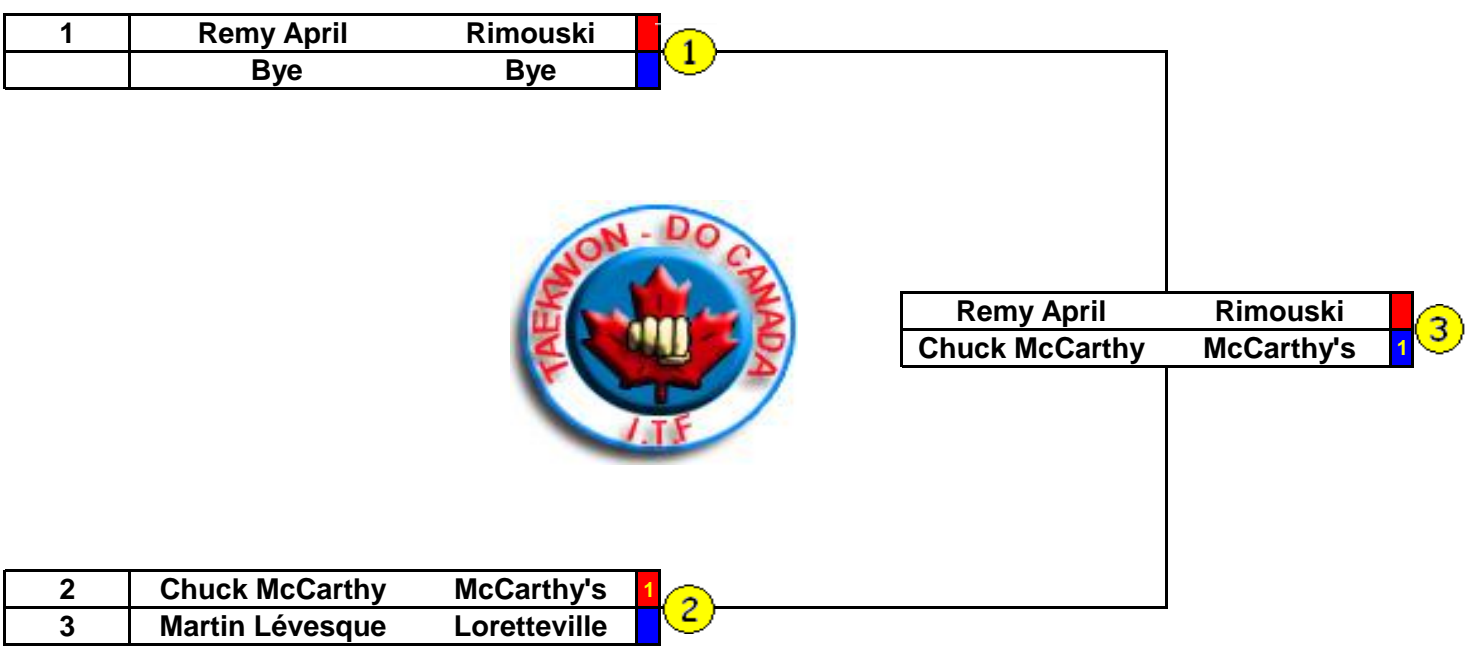 1 Remy April Rimouski
Bye Bye
1
TAEKWON - DO CANADA
I.T.F
Remy April Rimouski
Chuck McCarthy McCarthy's 1
3
2 Chuck McCarthy McCarthy's 1
3 Martin Lévesque Loretteville
2